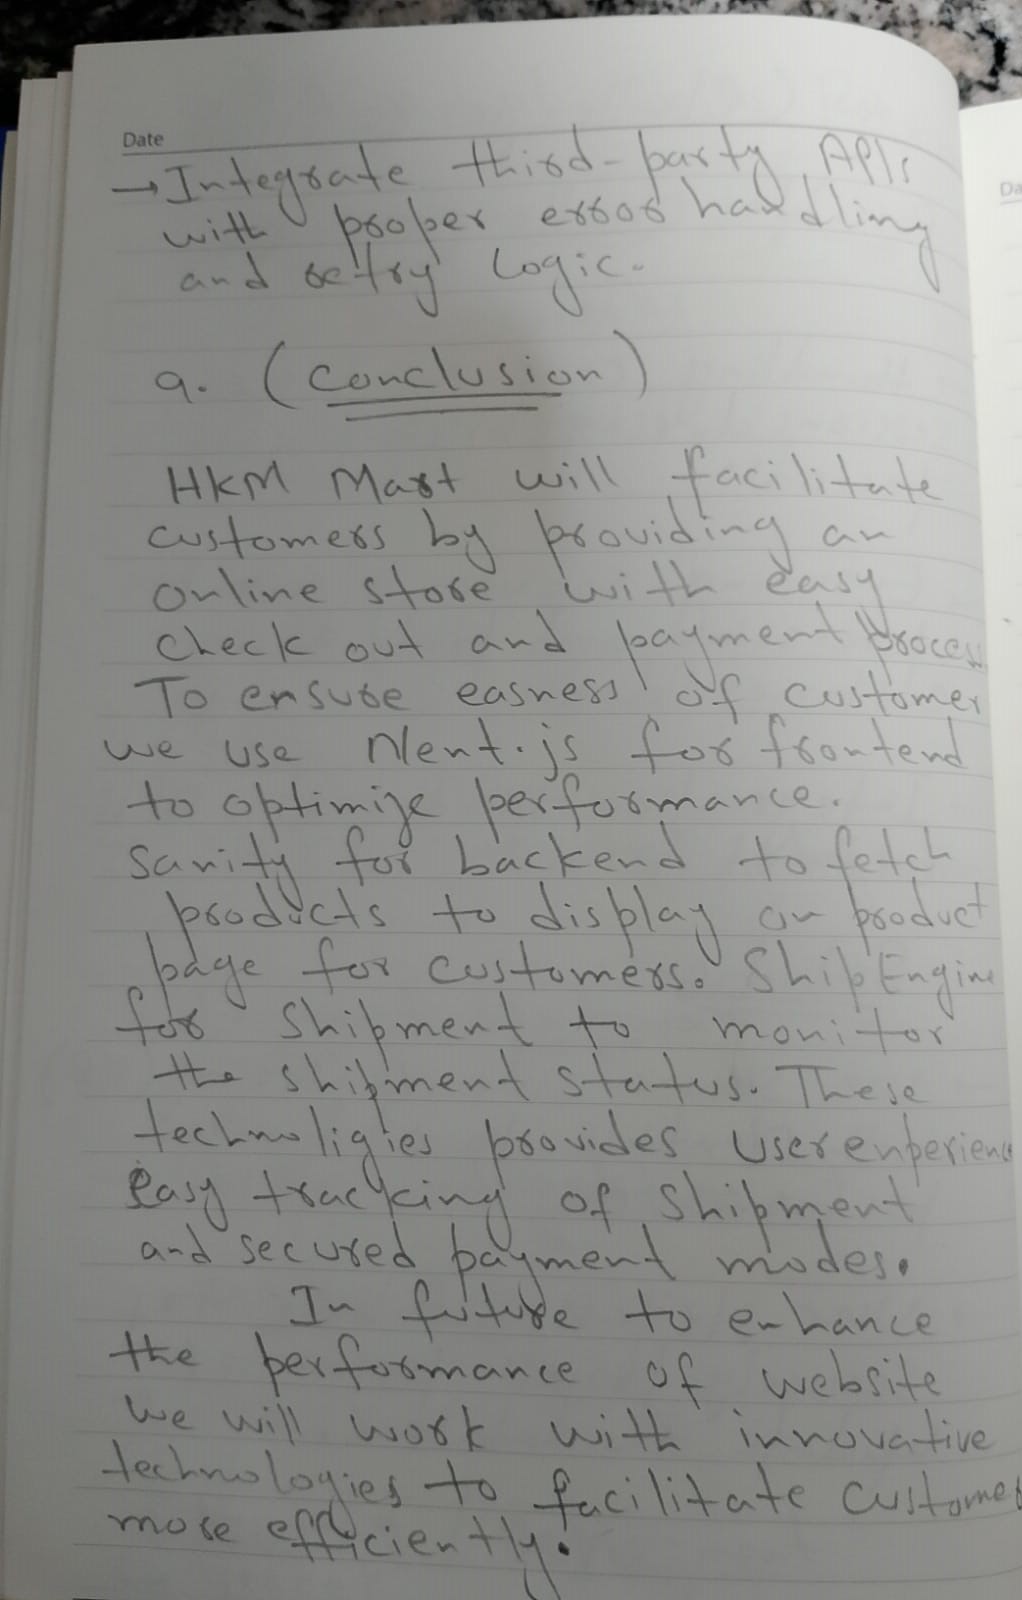 Date
→ Integrate third-party APIs
with proper error handling
and retry logic.
9. (Conclusion)
HKM Mart will facilitate
customers by providing an
online store with easy
check out and payment process
To ensure easness of customer
we use Next.js for frontend
to optimize performance.
Sanity for backend to fetch
products to display on product
page for customers. ShipEngine
for shipment to monitor
the shipment status. These
technoligies provides user experience
easy tracking of shipment
and secured payment modes.
In future to enhance
the performance of website
we will work with innovative
technologies to facilitate customer
more efficiently.